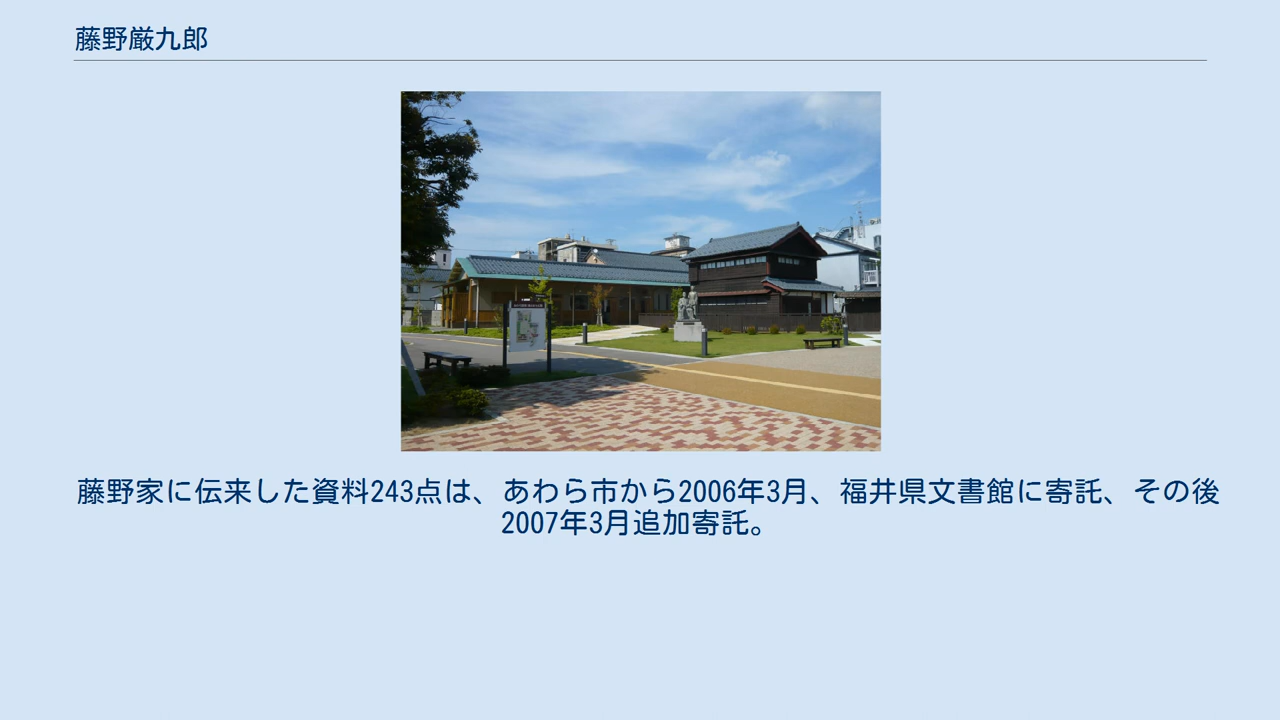 藤野厳九郎
藤野家に伝来した資料243点は、あわら市から2006年3月、福井県文書館に寄託、その後
2007年3月追加寄託。